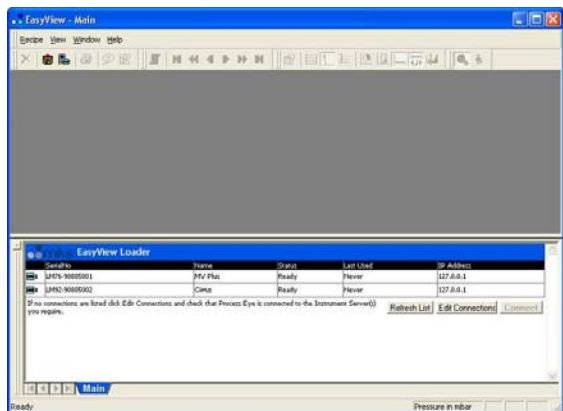 EasyView - Main
Recipe View Window Help
mks EasyView Loader
SerialNo Name Status Last Used IP Address
LM76-90005001 MV Plus Ready Never 127.0.0.1
LM92-90005002 Cirrus Ready Never 127.0.0.1
If no connections are listed click Edit Connections and check that Process Eye is connected to the Instrument Server(s)
you require.
Refresh List Edit Connections Connect
Main
Ready Pressure in mbar